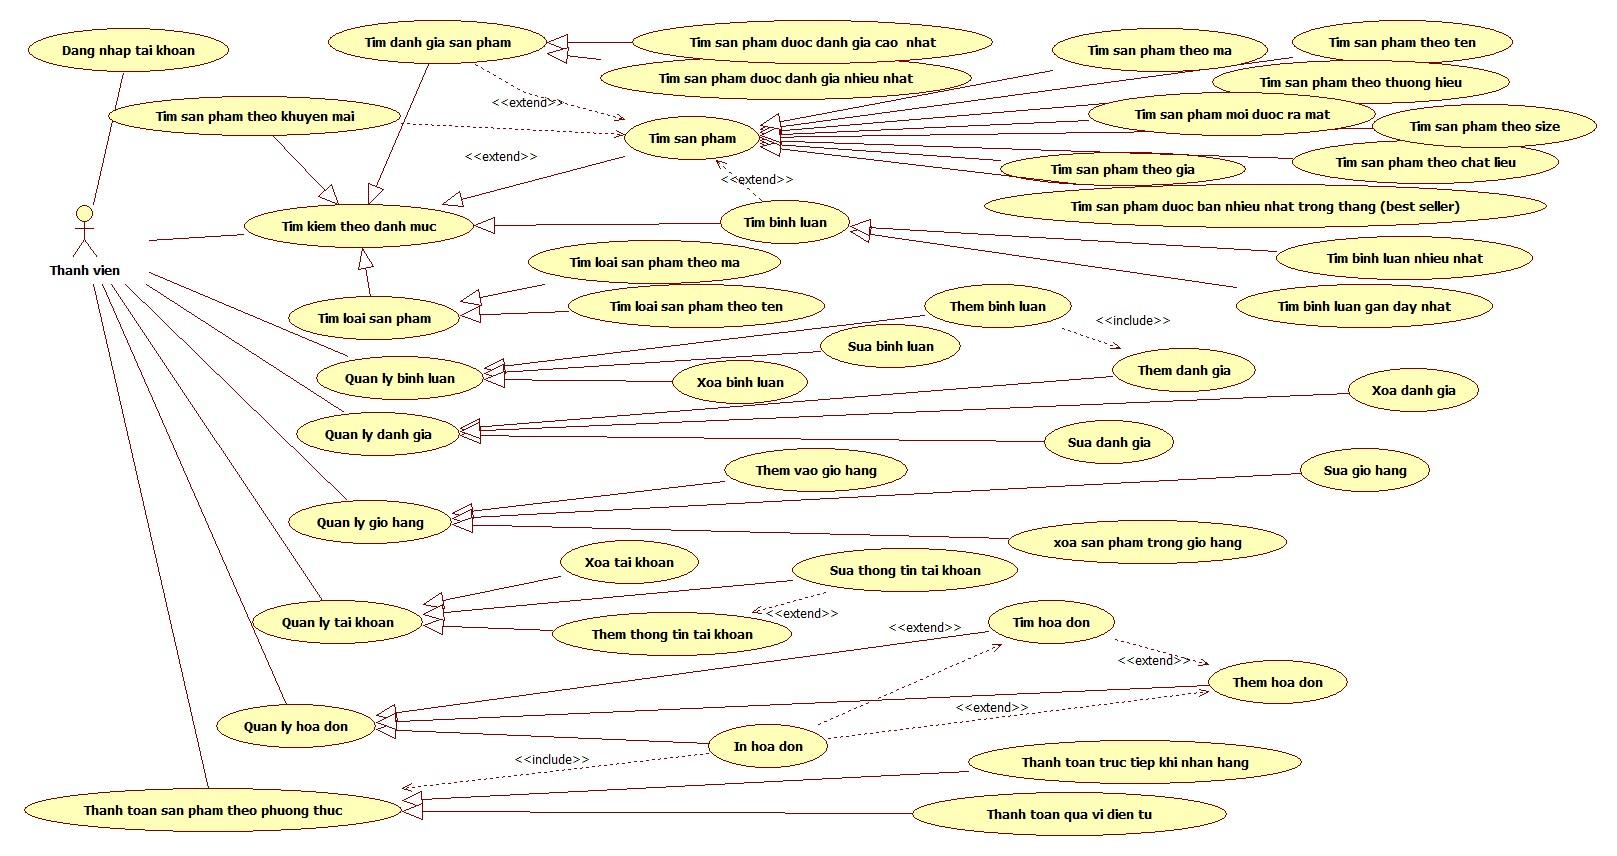 Dang nhap tai khoan
Tim danh gia san pham
Tim san pham duoc danh gia cao nhat
Tim san pham duoc danh gia nhieu nhat
Tim san pham theo ma
Tim san pham theo ten
Tim san pham theo thuong hieu
<<extend>>
Tim san pham theo khuyen mai
Tim san pham moi duoc ra mat
Tim san pham theo size
Tim san pham
<<extend>>
Tim san pham theo chat lieu
Tim san pham theo gia
<<extend>>
Tim san pham duoc ban nhieu nhat trong thang (best seller)
Tim kiem theo danh muc
Tim binh luan
Thanh vien
Tim loai san pham theo ma
Tim binh luan nhieu nhat
Tim loai san pham
Tim loai san pham theo ten
Them binh luan
Tim binh luan gan day nhat
<<include>>
Sua binh luan
Quan ly binh luan
Xoa binh luan
Them danh gia
Xoa danh gia
Quan ly danh gia
Sua danh gia
Them vao gio hang
Sua gio hang
Quan ly gio hang
xoa san pham trong gio hang
Xoa tai khoan
Sua thong tin tai khoan
<<extend>>
Quan ly tai khoan
Them thong tin tai khoan
<<extend>>
Tim hoa don
<<extend>>
Them hoa don
<<extend>>
Quan ly hoa don
In hoa don
<<include>>
Thanh toan truc tiep khi nhan hang
Thanh toan san pham theo phuong thuc
Thanh toan qua vi dien tu